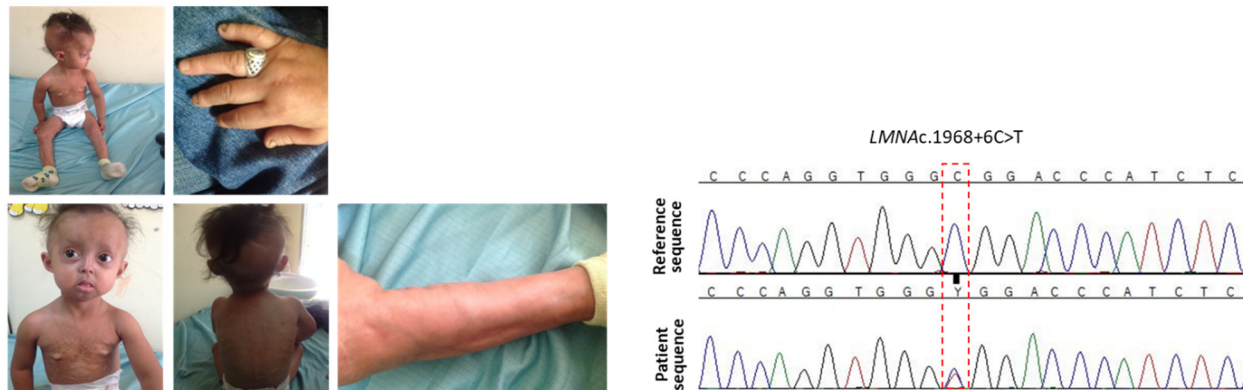 LMNAc.1968+6C>T
C C C A G G T G G G C G G A C C C A T C T C
Reference sequence
C C C A G G T G G G Y G G A C C C A T C T C
Patient sequence